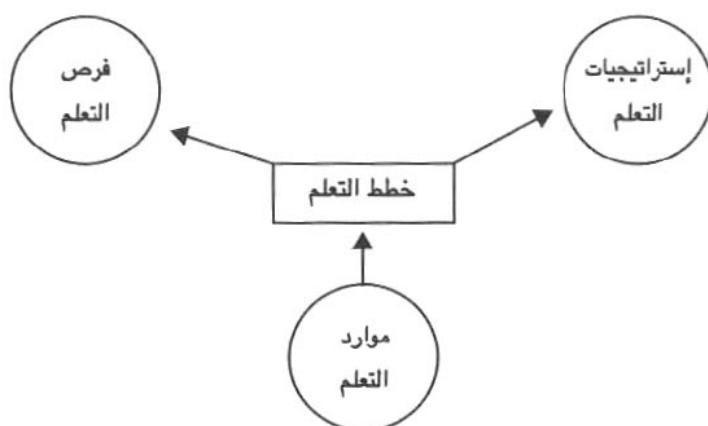 إستراتيجيات
التعلم
فرص
التعلم
خطط التعلم
موارد
التعلم